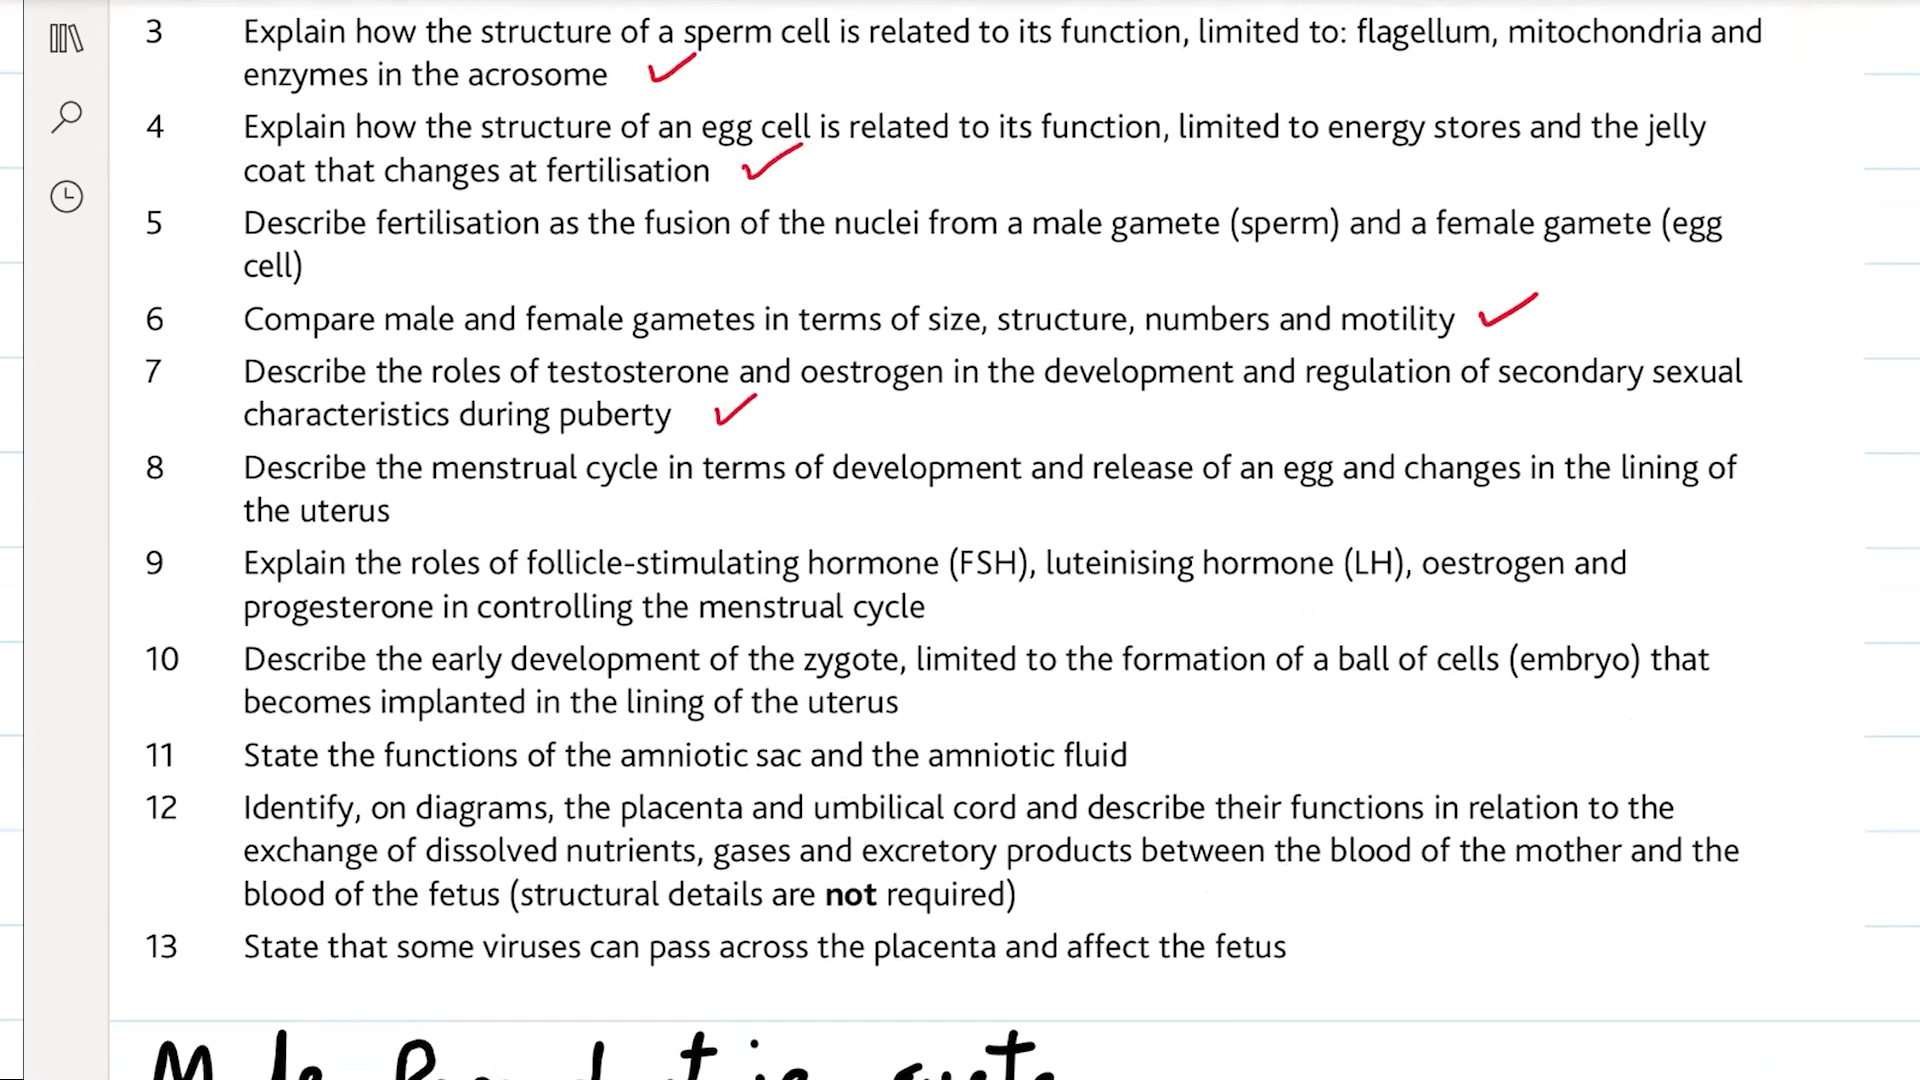 3 Explain how the structure of a sperm cell is related to its function, limited to: flagellum, mitochondria and
enzymes in the acrosome
4 Explain how the structure of an egg cell is related to its function, limited to energy stores and the jelly
coat that changes at fertilisation
5 Describe fertilisation as the fusion of the nuclei from a male gamete (sperm) and a female gamete (egg
cell)
6 Compare male and female gametes in terms of size, structure, numbers and motility
7 Describe the roles of testosterone and oestrogen in the development and regulation of secondary sexual
characteristics during puberty
8 Describe the menstrual cycle in terms of development and release of an egg and changes in the lining of
the uterus
9 Explain the roles of follicle-stimulating hormone (FSH), luteinising hormone (LH), oestrogen and
progesterone in controlling the menstrual cycle
10 Describe the early development of the zygote, limited to the formation of a ball of cells (embryo) that
becomes implanted in the lining of the uterus
11 State the functions of the amniotic sac and the amniotic fluid
12 Identify, on diagrams, the placenta and umbilical cord and describe their functions in relation to the
exchange of dissolved nutrients, gases and excretory products between the blood of the mother and the
blood of the fetus (structural details are not required)
13 State that some viruses can pass across the placenta and affect the fetus